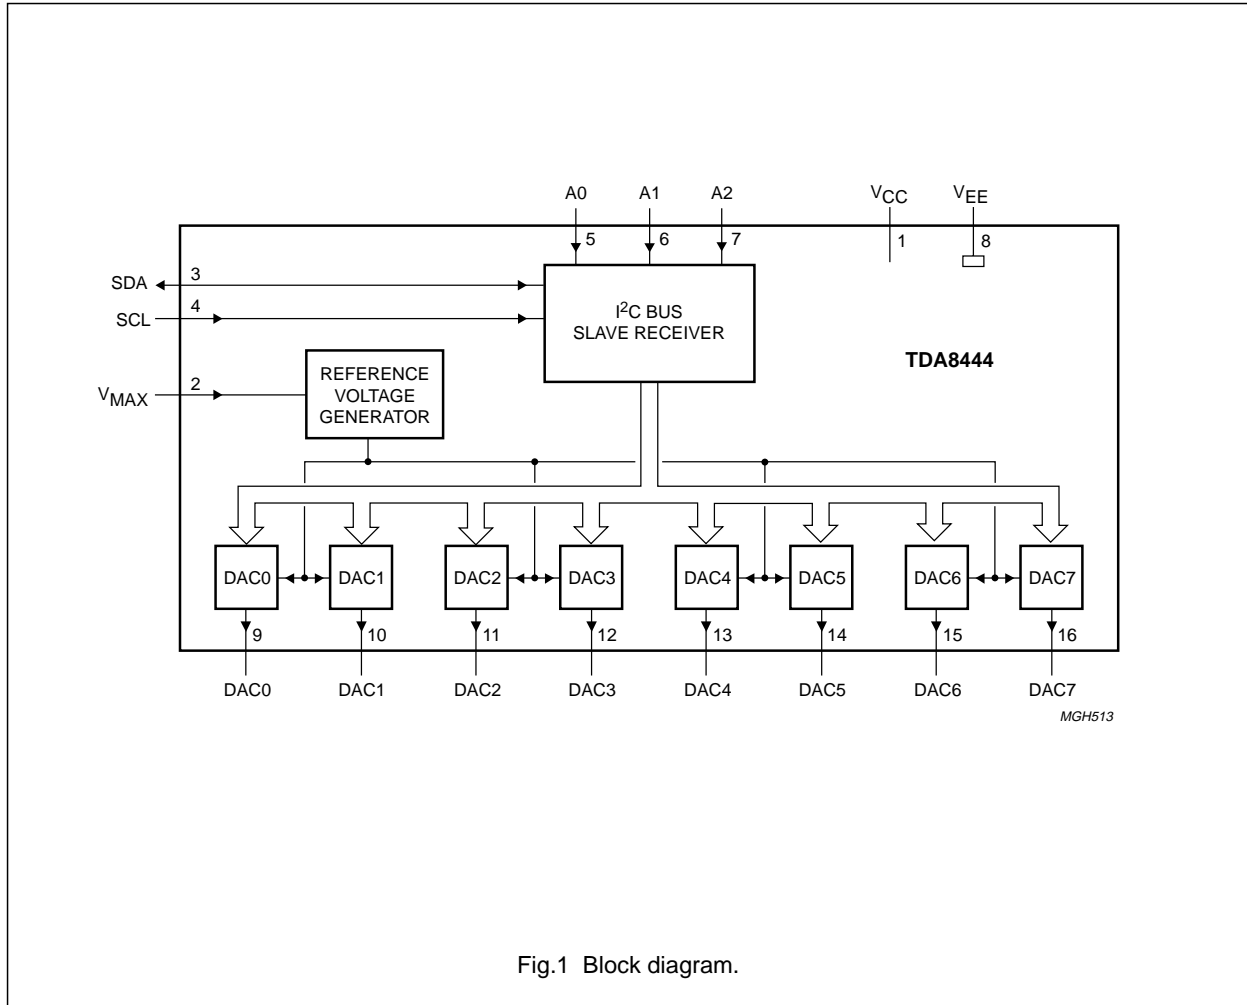 A0 A1 A2 VCC VEE
5 6 7 1 8
SDA 3
SCL 4
I2C BUS
SLAVE RECEIVER
TDA8444
VMAX 2
REFERENCE
VOLTAGE
GENERATOR
DAC0 DAC1 DAC2 DAC3 DAC4 DAC5 DAC6 DAC7
9 10 11 12 13 14 15 16
DAC0 DAC1 DAC2 DAC3 DAC4 DAC5 DAC6 DAC7
MGH513
Fig.1 Block diagram.